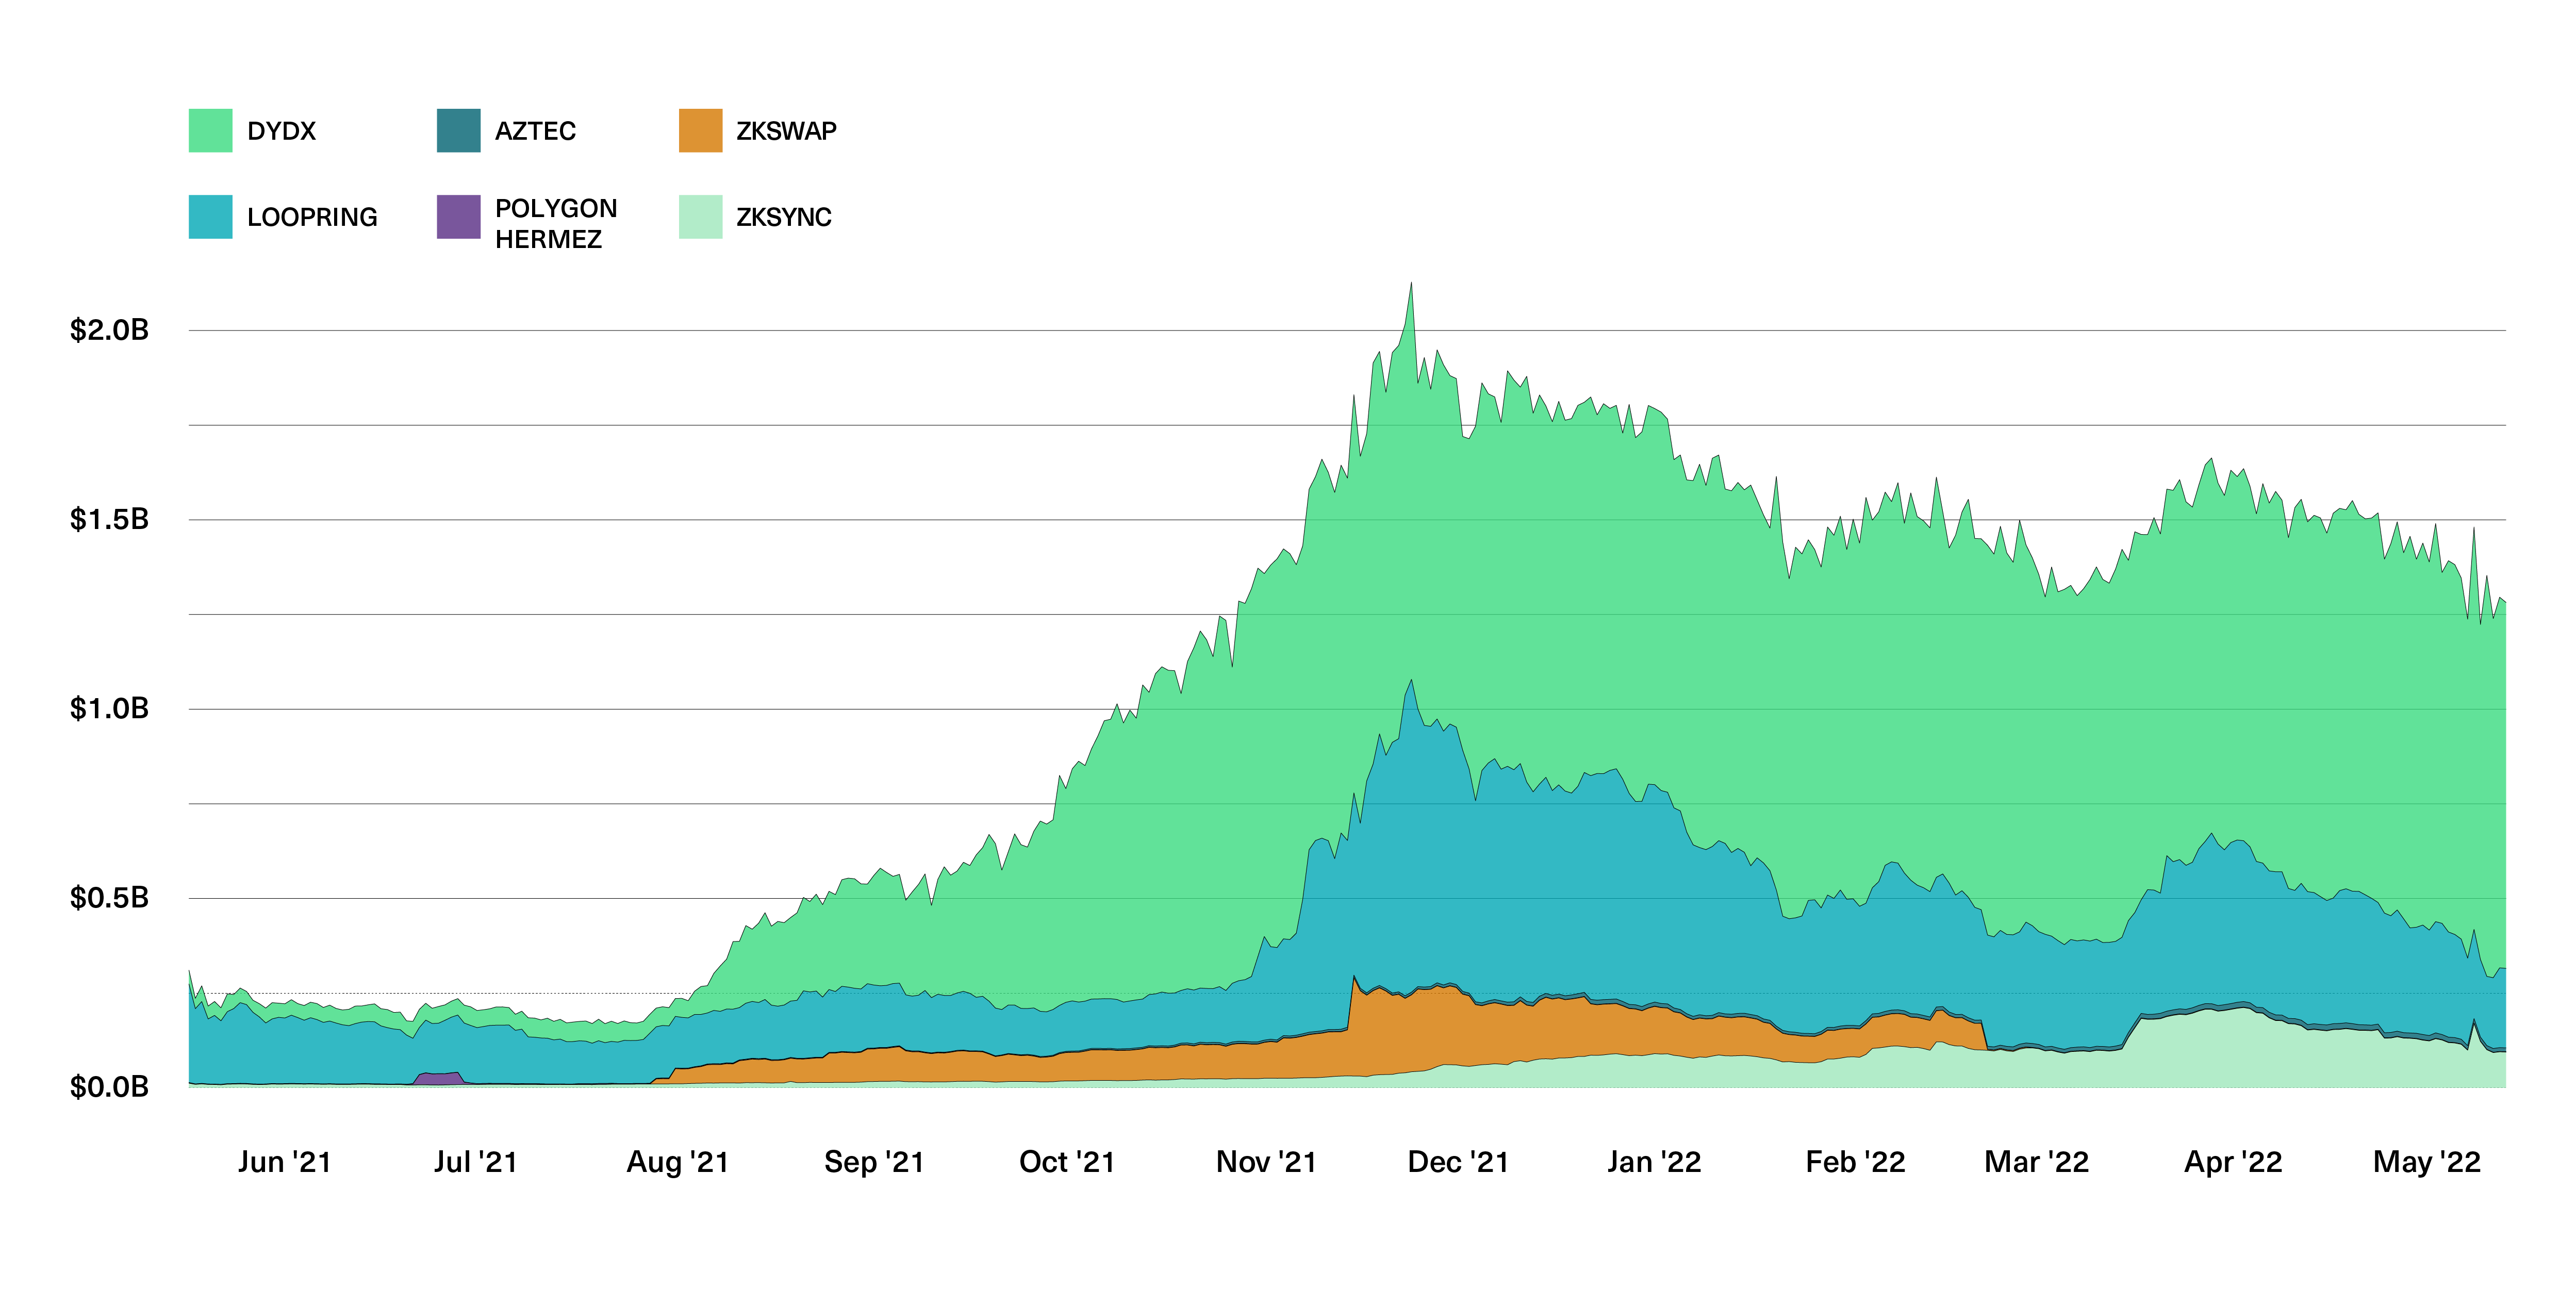 DYDX
AZTEC
ZKSWAP
LOOPRING
POLYGON
HERMEZ
ZKSYNC
$2.0B
$1.5B
$1.0B
$0.5B
$0.0B
Jun '21
Jul '21
Aug '21
Sep '21
Oct '21
Nov '21
Dec '21
Jan '22
Feb '22
Mar '22
Apr '22
May '22